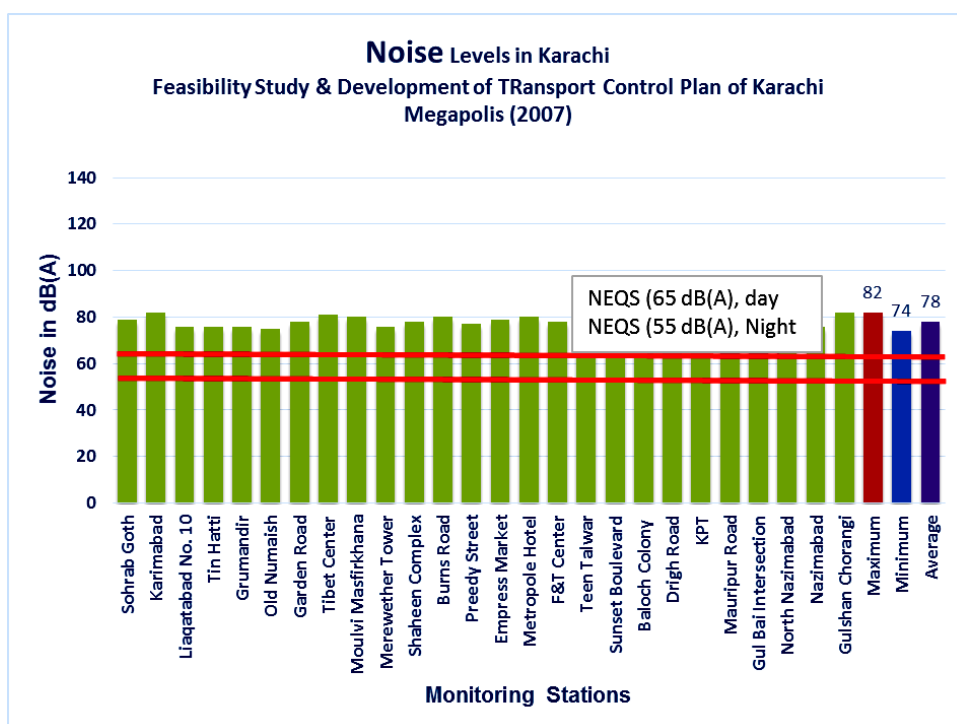 Noise Levels in Karachi
Feasibility Study & Development of TRansport Control Plan of Karachi
Megapolis (2007)
Noise in dB(A)
140
120
100
80
60
40
20
0
NEQS (65 dB(A), day
NEQS (55 dB(A), Night
82
74
78
Sohrab Goth
Karimabad
Liaqatabad No. 10
Tin Hatti
Grumandir
Old Numaish
Garden Road
Tibet Center
Moulvi Masfirkhana
Merewether Tower
Shaheen Complex
Burns Road
Preedy Street
Empress Market
Metropole Hotel
F&T Center
Teen Talwar
Sunset Boulevard
Baloch Colony
Drigh Road
KPT
Mauripur Road
Gul Bai Intersection
North Nazimabad
Nazimabad
Gulshan Chorangi
Maximum
Minimum
Average
Monitoring Stations